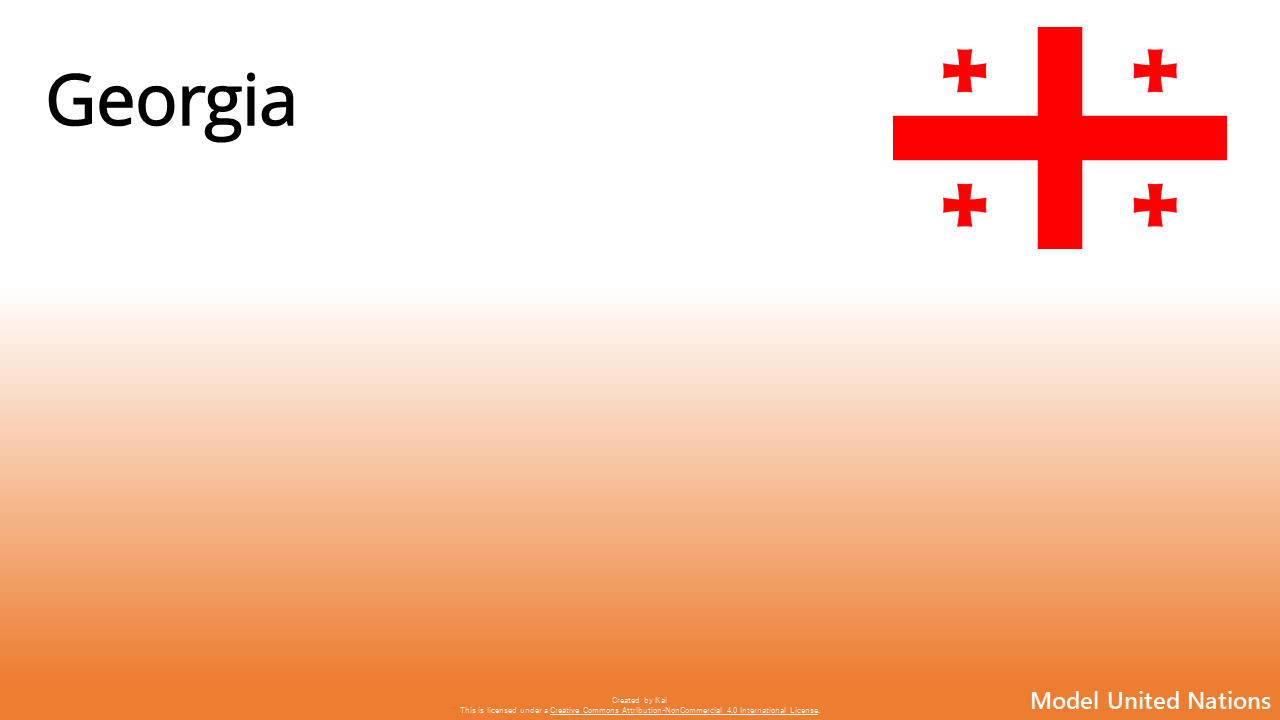 Georgia
Created by Kai
This is licensed under a Creative Commons Attribution-NonCommercial 4.0 International License.
Model United Nations